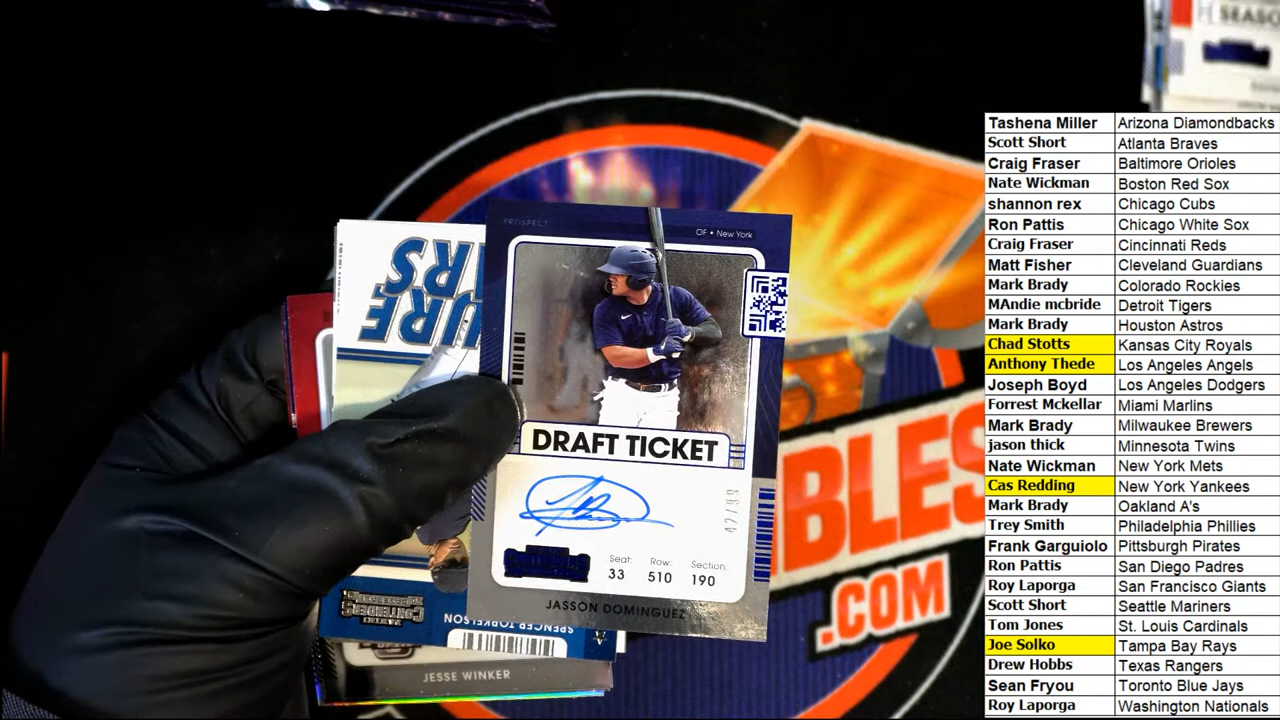 SEASO
Tashena Miller Arizona Diamondbacks
Scott Short Atlanta Braves
Craig Fraser Baltimore Orioles
Nate Wickman Boston Red Sox
shannon rex Chicago Cubs
Ron Pattis Chicago White Sox
Craig Fraser Cincinnati Reds
Matt Fisher Cleveland Guardians
Mark Brady Colorado Rockies
MAndie mcbride Detroit Tigers
Mark Brady Houston Astros
Chad Stotts Kansas City Royals
Anthony Thede Los Angeles Angels
Joseph Boyd Los Angeles Dodgers
Forrest Mckellar Miami Marlins
Mark Brady Milwaukee Brewers
jason thick Minnesota Twins
Nate Wickman New York Mets
Cas Redding New York Yankees
Mark Brady Oakland A's
Trey Smith Philadelphia Phillies
Frank Garguiolo Pittsburgh Pirates
Ron Pattis San Diego Padres
Roy Laporga San Francisco Giants
Scott Short Seattle Mariners
Tom Jones St. Louis Cardinals
Joe Solko Tampa Bay Rays
Drew Hobbs Texas Rangers
Sean Fryou Toronto Blue Jays
Roy Laporga Washington Nationals
PROSPECT
OF • New York
DRAFT TICKET
42/99
Seat: Row: Section:
33 510 190
JASSON DOMINGUEZ
URE
RS
CONTENDERS
SPENCER TORKELSON
JESSE WINKER
BLES
.COM